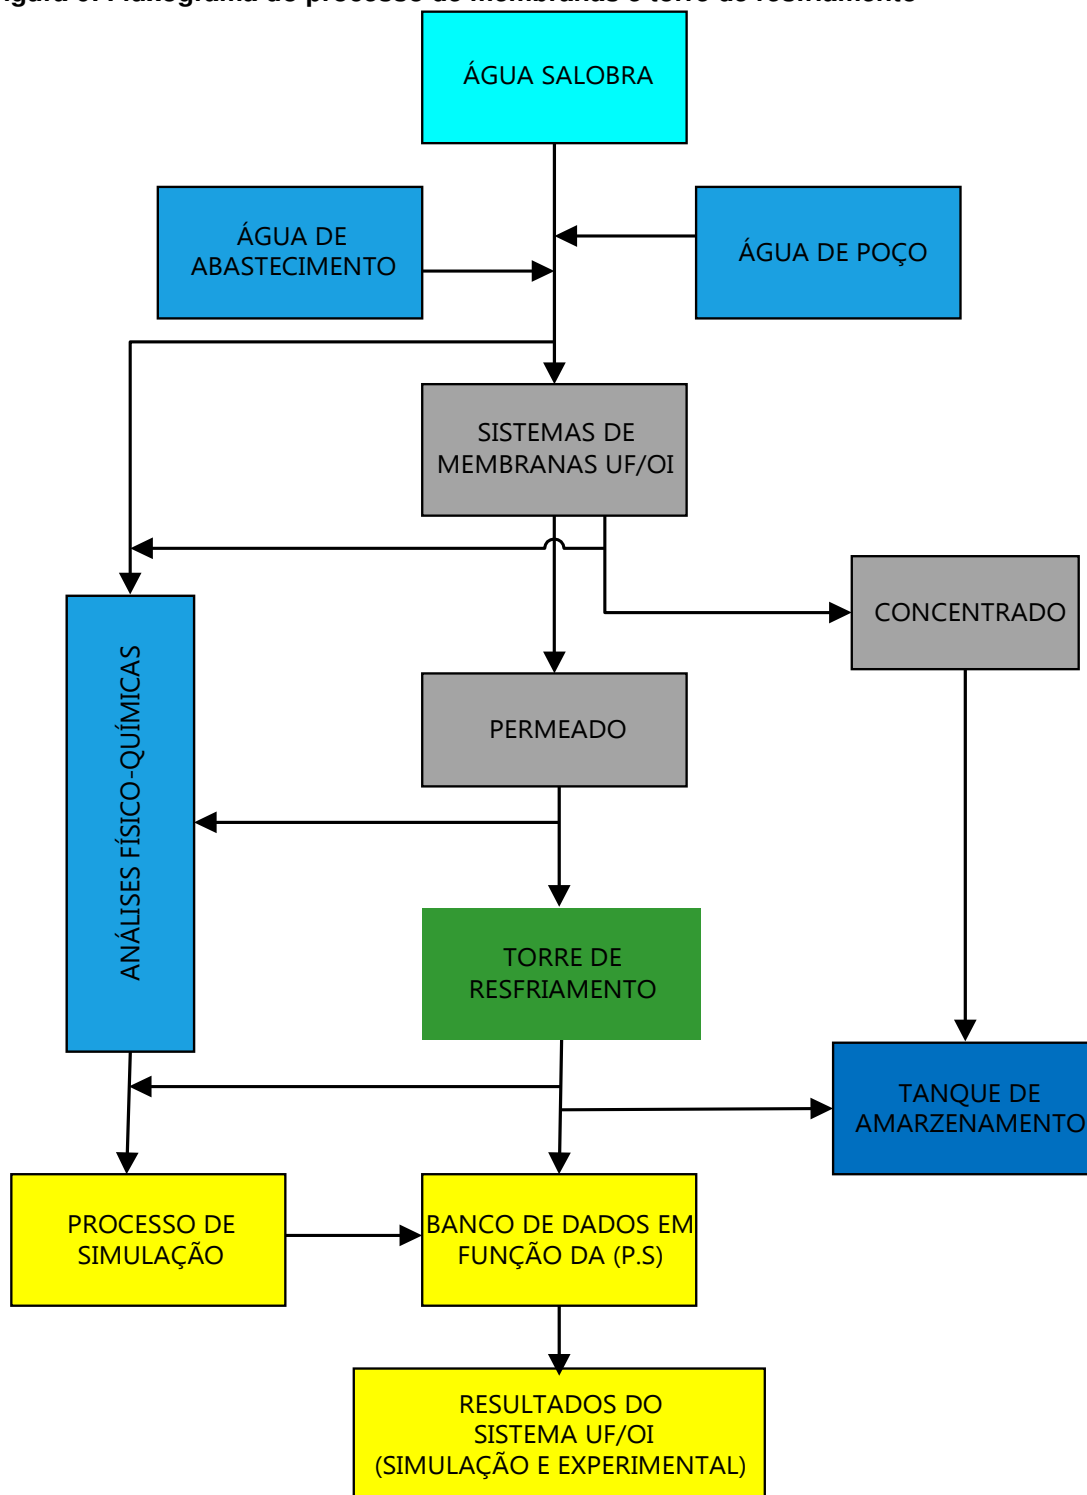 ÁGUA SALOBRA
ÁGUA DE
ABASTECIMENTO
ÁGUA DE POÇO
SISTEMAS DE
MEMBRANAS UF/OI
CONCENTRADO
ANÁLISES FÍSICO-QUÍMICAS
PERMEADO
TORRE DE
RESFRIAMENTO
TANQUE DE
AMARZENAMENTO
PROCESSO DE
SIMULAÇÃO
BANCO DE DADOS EM
FUNÇÃO DA (P.S)
RESULTADOS DO
SISTEMA UF/OI
(SIMULAÇÃO E EXPERIMENTAL)